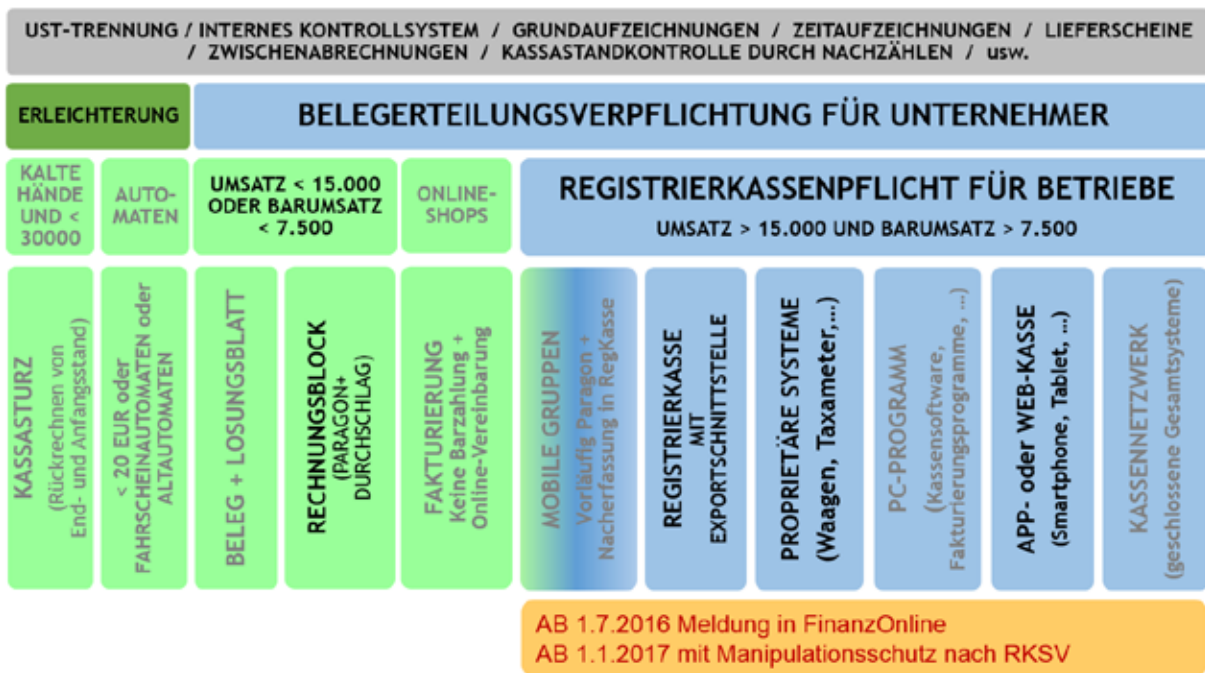 UST-TRENNUNG / INTERNES KONTROLLSYSTEM / GRUNDAUFZEICHNUNGEN / ZEITAUFZEICHNUNGEN / LIEFERSCHEINE
/ ZWISCHENABRECHNUNGEN / KASSASTANDKONTROLLE DURCH NACHZÄHLEN / usw.
ERLEICHTERUNG
BELEGERTEILUNGSVERPFLICHTUNG FÜR UNTERNEHMER
KALTE
HÄNDE
UND <
30000
AUTO-
MATEN
UMSATZ < 15.000
ODER BARUMSATZ
< 7.500
ONLINE-
SHOPS
REGISTRIERKASSENPFLICHT FÜR BETRIEBE
UMSATZ > 15.000 UND BARUMSATZ > 7.500
KASSASTURZ
(Rückrechnen von
End- und Anfangsstand)
< 20 EUR oder
FAHRSCHEINAUTOMATEN oder
ALTAUTOMATEN
BELEG + LOSUNGSBLATT
RECHNUNGSBLOCK
(PARAGON+
DURCHSCHLAG)
FAKTURIERUNG
Keine Barzahlung +
Online-Vereinbarung
MOBILE GRUPPEN
Vorläufig Paragon +
Nacherfassung in RegKasse
REGISTRIERKASSE
MIT
EXPORTSCHNITTSTELLE
PROPRIETÄRE SYSTEME
(Waagen, Taxameter,...)
PC-PROGRAMM
(Kassensoftware,
Fakturierungsprogramme, ...)
APP- oder WEB-KASSE
(Smartphone, Tablet, ...)
KASSENNETZWERK
(geschlossene Gesamtsysteme)
AB 1.7.2016 Meldung in FinanzOnline
AB 1.1.2017 mit Manipulationsschutz nach RKSV